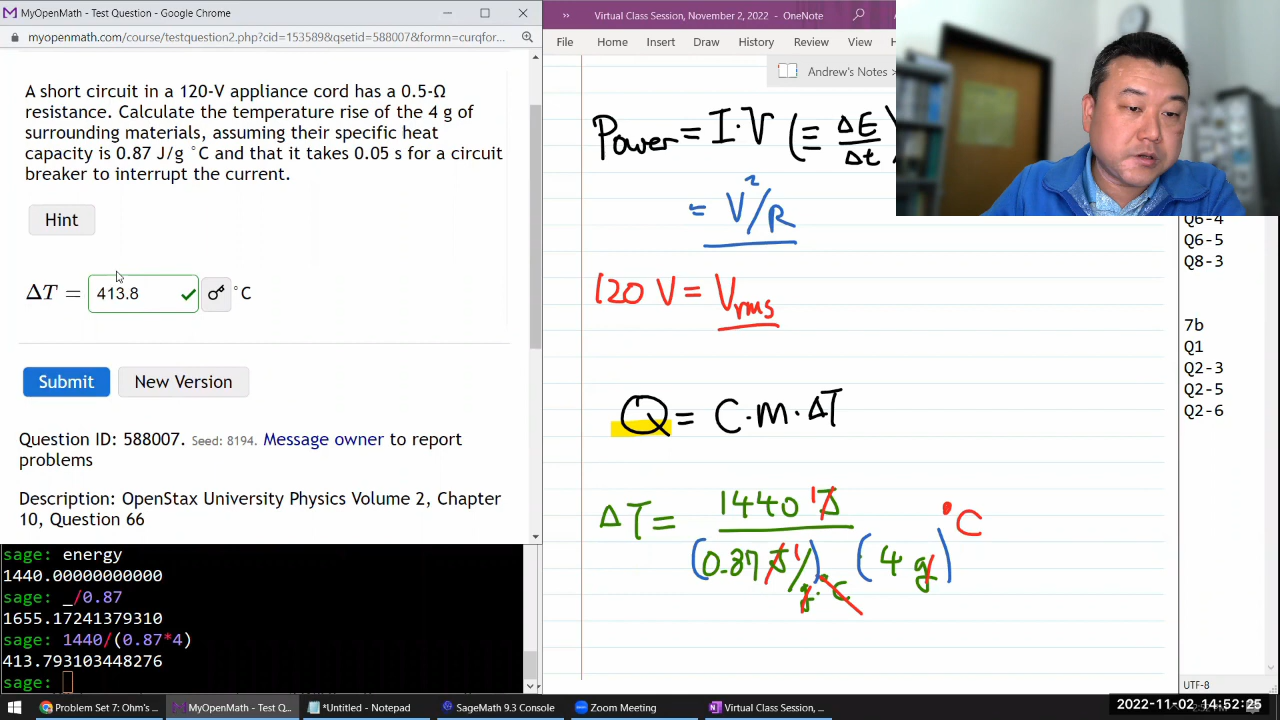 MyOpenMath - Test Question - Google Chrome
myopenmath.com/course/testquestion2.php?cid=153589&qsetid=588007&formn=curqfor...
A short circuit in a 120-V appliance cord has a 0.5-Ω
resistance. Calculate the temperature rise of the 4 g of
surrounding materials, assuming their specific heat
capacity is 0.87 J/g °C and that it takes 0.05 s for a circuit
breaker to interrupt the current.
Hint
ΔT = 413.8 °C
Submit New Version
Question ID: 588007. Seed: 8194. Message owner to report
problems
Description: OpenStax University Physics Volume 2, Chapter
10, Question 66
sage: energy
1440.00000000000
sage: _/0.87
1655.17241379310
sage: 1440/(0.87*4)
413.793103448276
sage:
Virtual Class Session, November 2, 2022 - OneNote
File Home Insert Draw History Review View
Andrew's Notes >
Power = I·V (≡ ΔE/Δt)
= V²/R
120 V = Vrms
Q = C·m·ΔT
ΔT = 1440 J / (0.87 J/g·°C) (4 g) °C
Q6-4
Q6-5
Q8-3
7b
Q1
Q2-3
Q2-5
Q2-6
UTF-8
Problem Set 7: Ohm's ... MyOpenMath - Test Q... *Untitled - Notepad SageMath 9.3 Console Zoom Meeting Virtual Class Session, ...
2022-11-02 14:52:25